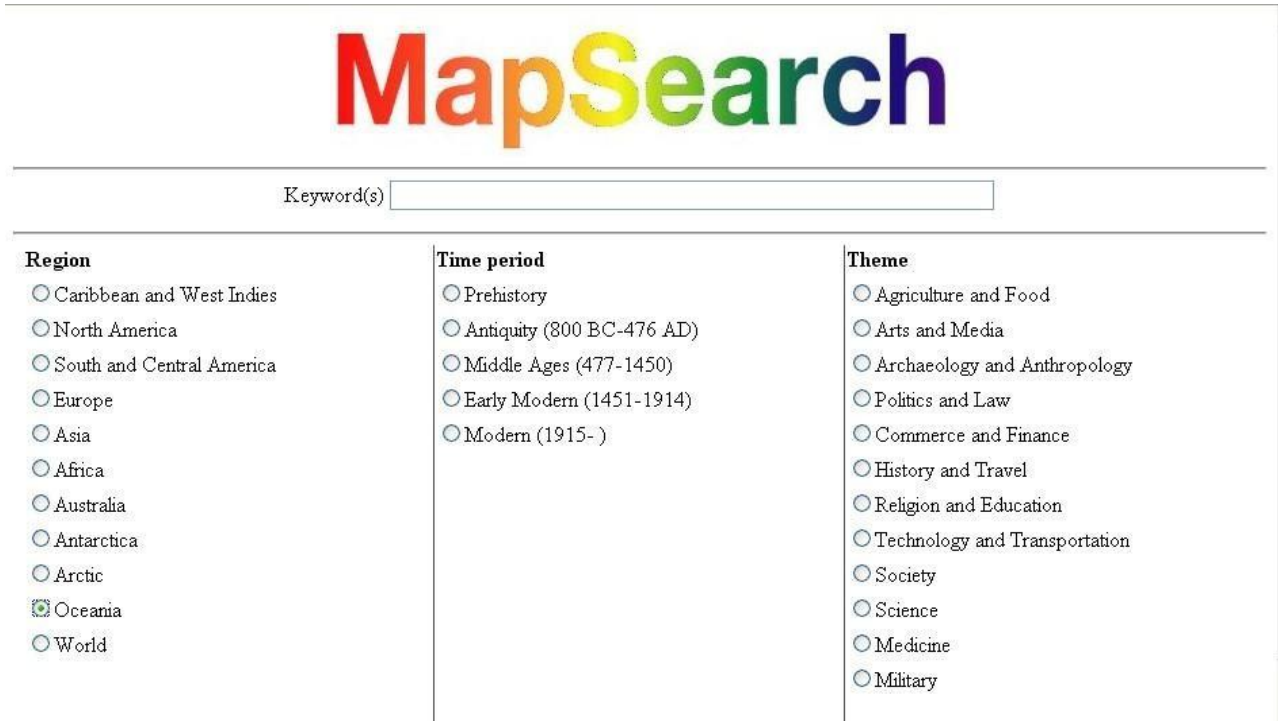 MapSearch
Keyword(s)
Region
Caribbean and West Indies
North America
South and Central America
Europe
Asia
Africa
Australia
Antarctica
Arctic
Oceania
World
Time period
Prehistory
Antiquity (800 BC-476 AD)
Middle Ages (477-1450)
Early Modern (1451-1914)
Modern (1915- )
Theme
Agriculture and Food
Arts and Media
Archaeology and Anthropology
Politics and Law
Commerce and Finance
History and Travel
Religion and Education
Technology and Transportation
Society
Science
Medicine
Military